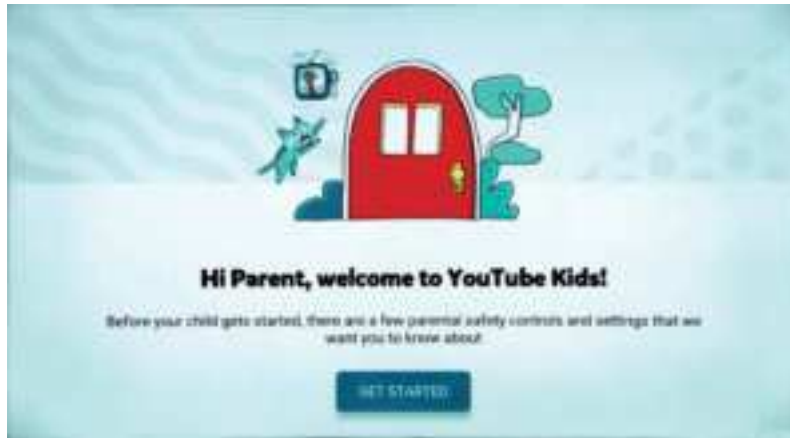 Hi Parent, welcome to YouTube Kids!
Before your child gets started, there are a few parental safety controls and settings that we
want you to know about
GET STARTED